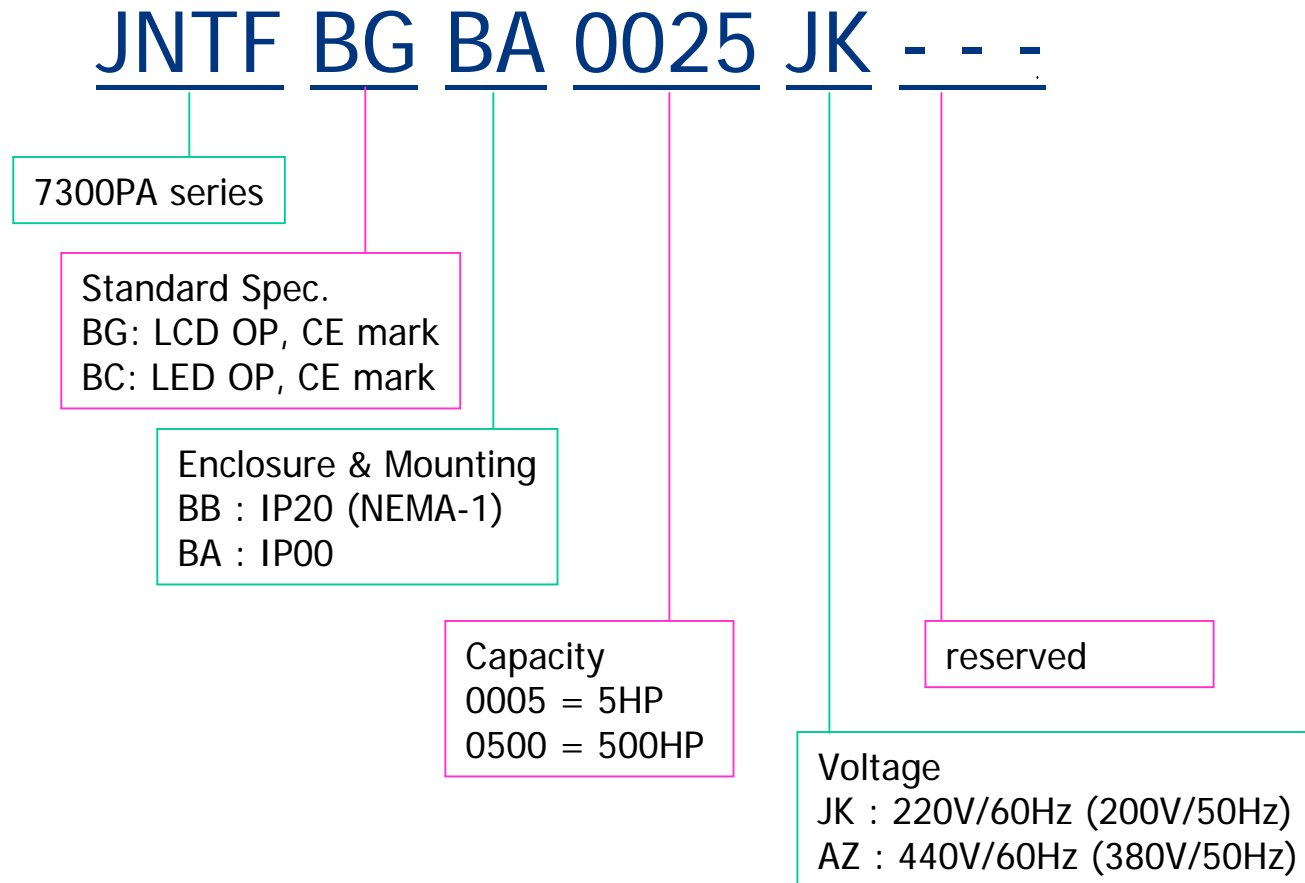 JNTF BG BA 0025 JK - - -
7300PA series
Standard Spec.
BG: LCD OP, CE mark
BC: LED OP, CE mark
Enclosure & Mounting
BB : IP20 (NEMA-1)
BA : IP00
Capacity
0005 = 5HP
0500 = 500HP
reserved
Voltage
JK : 220V/60Hz (200V/50Hz)
AZ : 440V/60Hz (380V/50Hz)